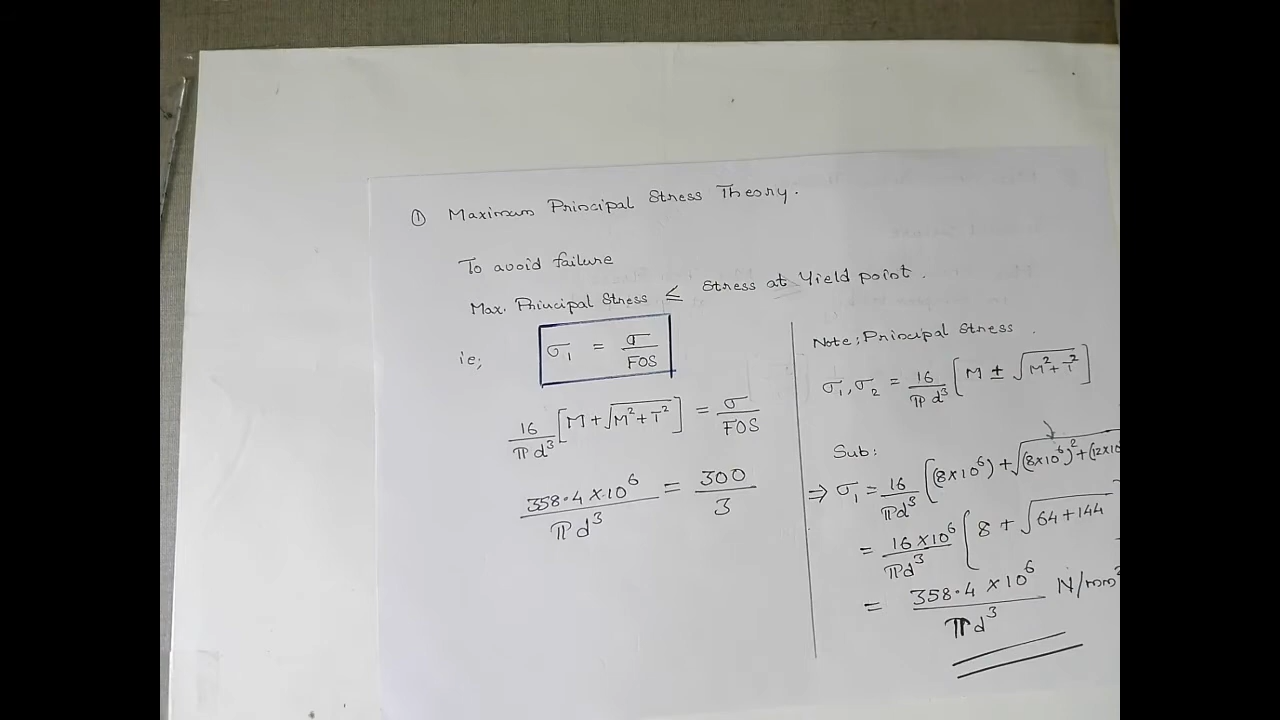 ① Maximum Principal Stress Theory.
To avoid failure
Max. Principal Stress ≤ Stress at Yield point.
ie; σ₁ = σ/FOS
16/πd³ [M + √(M² + T²)] = σ/FOS
358.4 × 10⁶/πd³ = 300/3
Note: Principal Stress.
σ₁, σ₂ = 16/πd³ [M ± √(M² + T²)]
Sub:
⇒ σ₁ = 16/πd³ [(8×10⁶) + √(8×10⁶)² + (12×10
= 16×10⁶/πd³ [8 + √64+144
= 358.4 × 10⁶/πd³ N/mm²